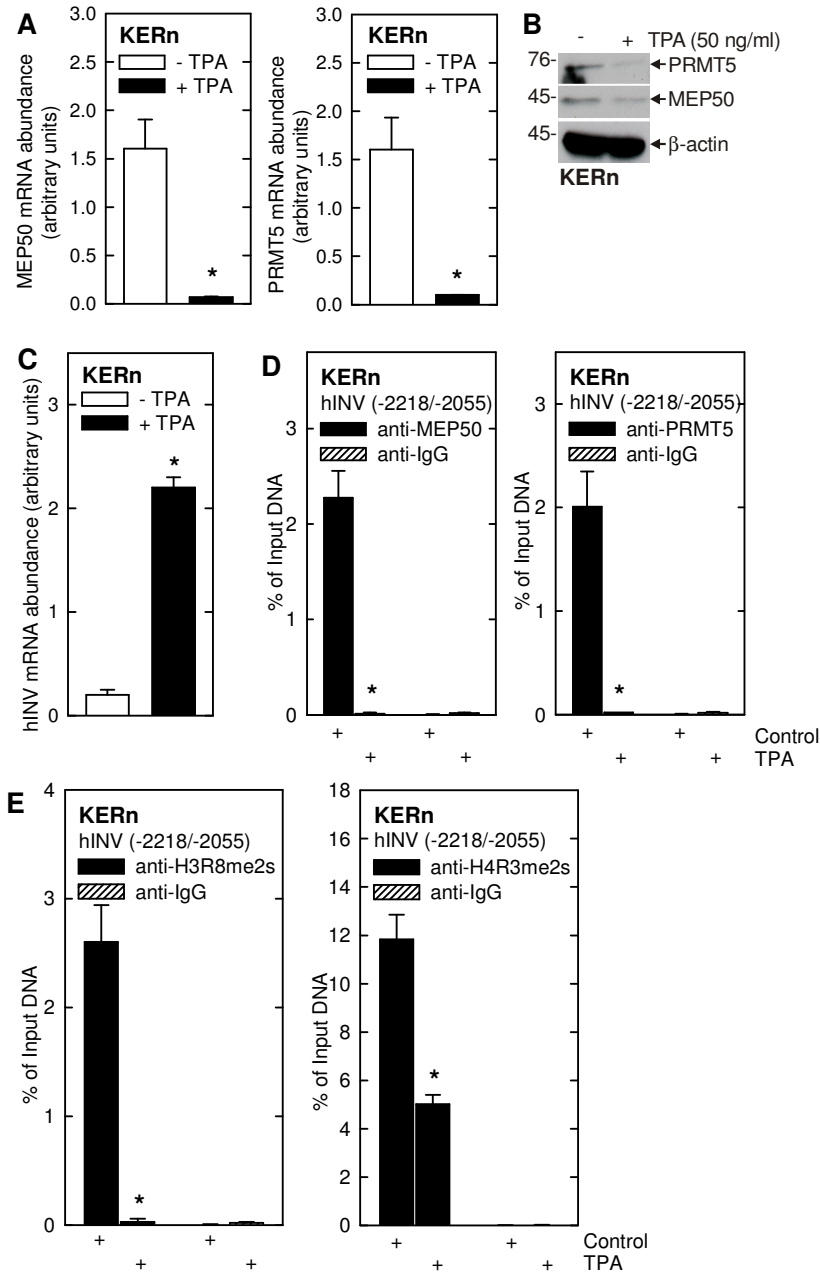 A
MEP50 mRNA abundance
(arbitrary units)
3.0
2.5
2.0
1.5
1.0
0.5
0.0
KERn
- TPA
+ TPA
*
PRMT5 mRNA abundance
(arbitrary units)
3.0
2.5
2.0
1.5
1.0
0.5
0.0
KERn
- TPA
+ TPA
*
B
- + TPA (50 ng/ml)
76- PRMT5
45- MEP50
45- β-actin
KERn
C
hINV mRNA abundance (arbitrary units)
3
2
1
0
KERn
- TPA
+ TPA
*
D
% of Input DNA
3
2
1
0
KERn
hINV (-2218/-2055)
anti-MEP50
anti-IgG
*
+ +
+ +
% of Input DNA
3
2
1
0
KERn
hINV (-2218/-2055)
anti-PRMT5
anti-IgG
*
+ + Control
+ + TPA
E
% of Input DNA
4
3
2
1
0
KERn
hINV (-2218/-2055)
anti-H3R8me2s
anti-IgG
*
+ +
+ +
% of Input DNA
18
16
14
12
10
8
6
4
2
0
KERn
hINV (-2218/-2055)
anti-H4R3me2s
anti-IgG
*
+ + Control
+ + TPA